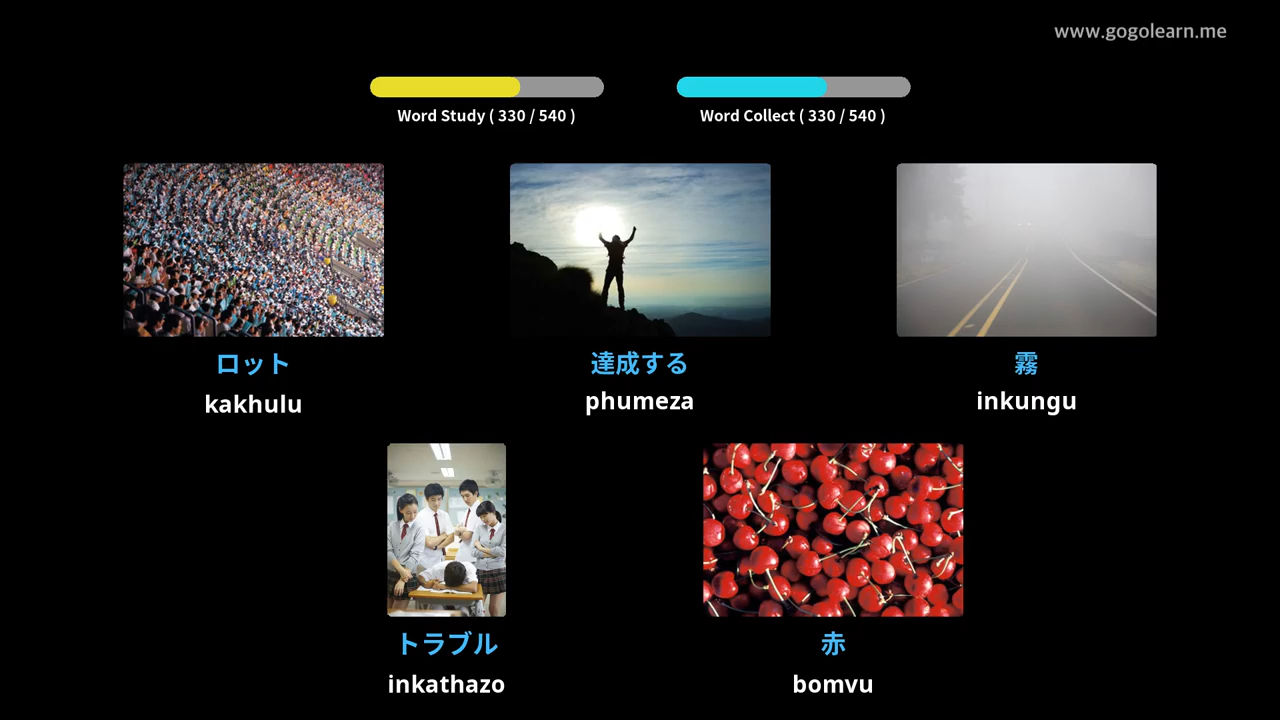 www.gogolearn.me
Word Study ( 330 / 540 )
Word Collect ( 330 / 540 )
ロット
kakhulu
達成する
phumeza
霧
inkungu
トラブル
inkathazo
赤
bomvu